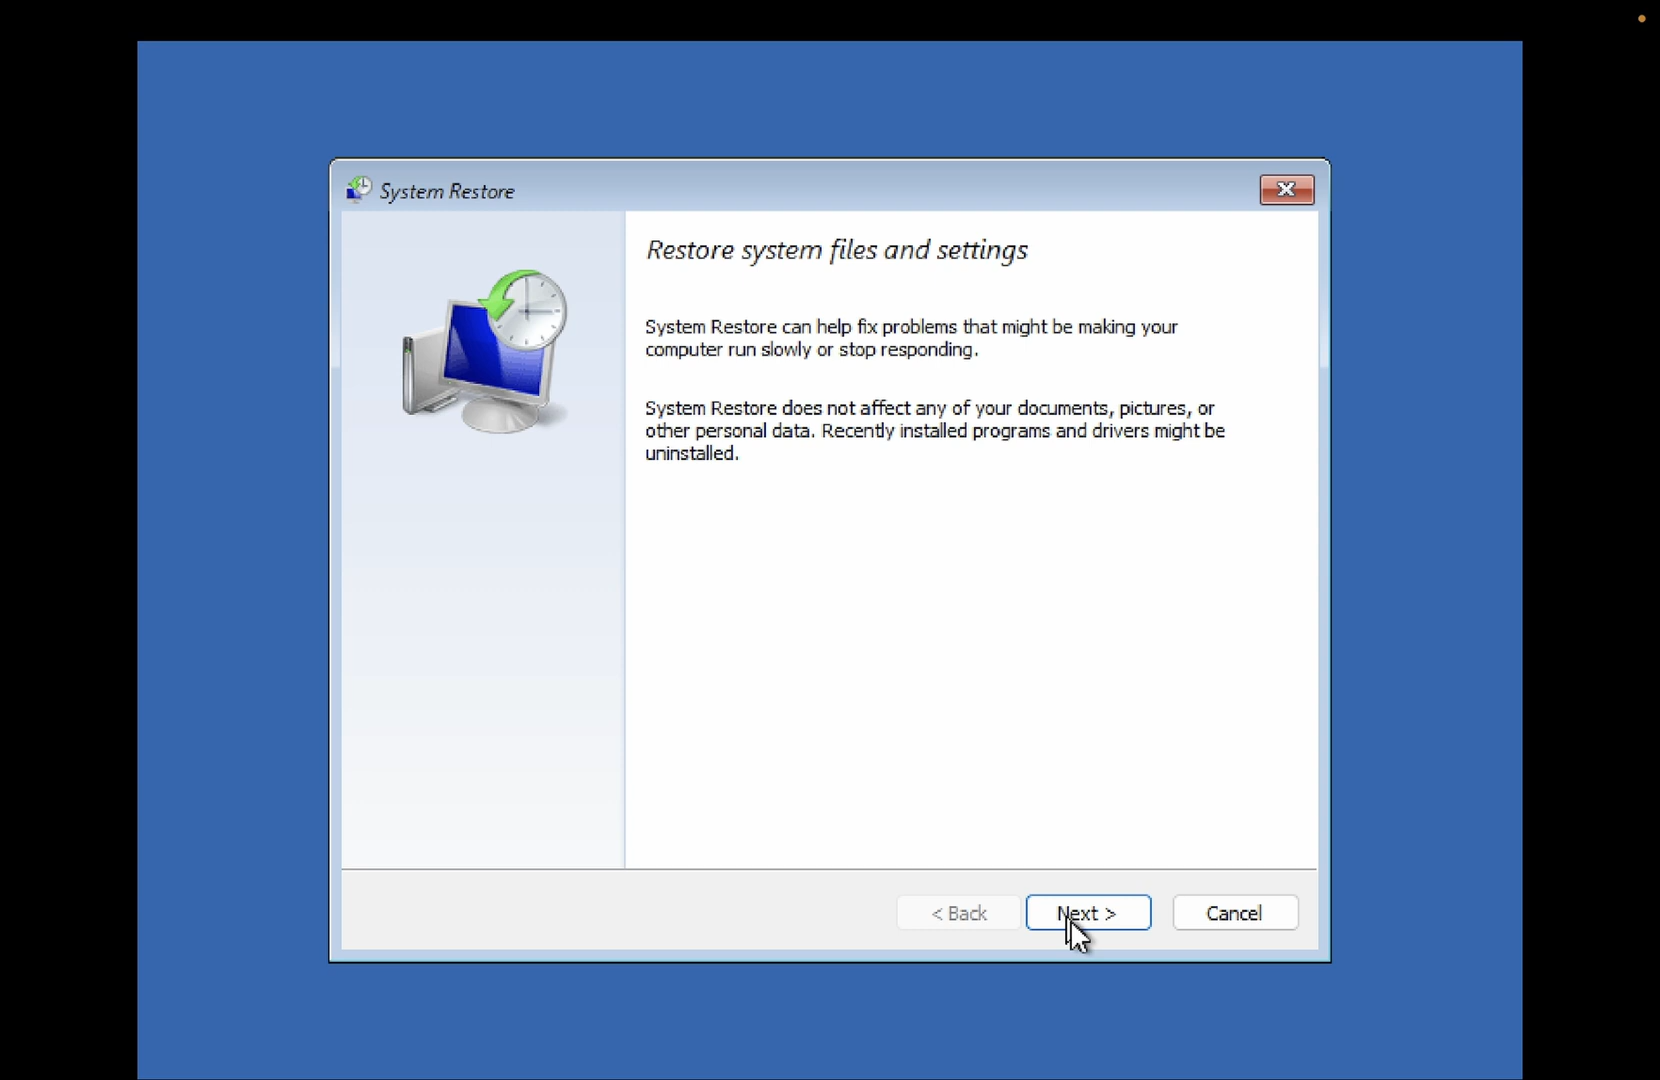 System Restore
Restore system files and settings
System Restore can help fix problems that might be making your
computer run slowly or stop responding.
System Restore does not affect any of your documents, pictures, or
other personal data. Recently installed programs and drivers might be
uninstalled.
< Back
Next >
Cancel